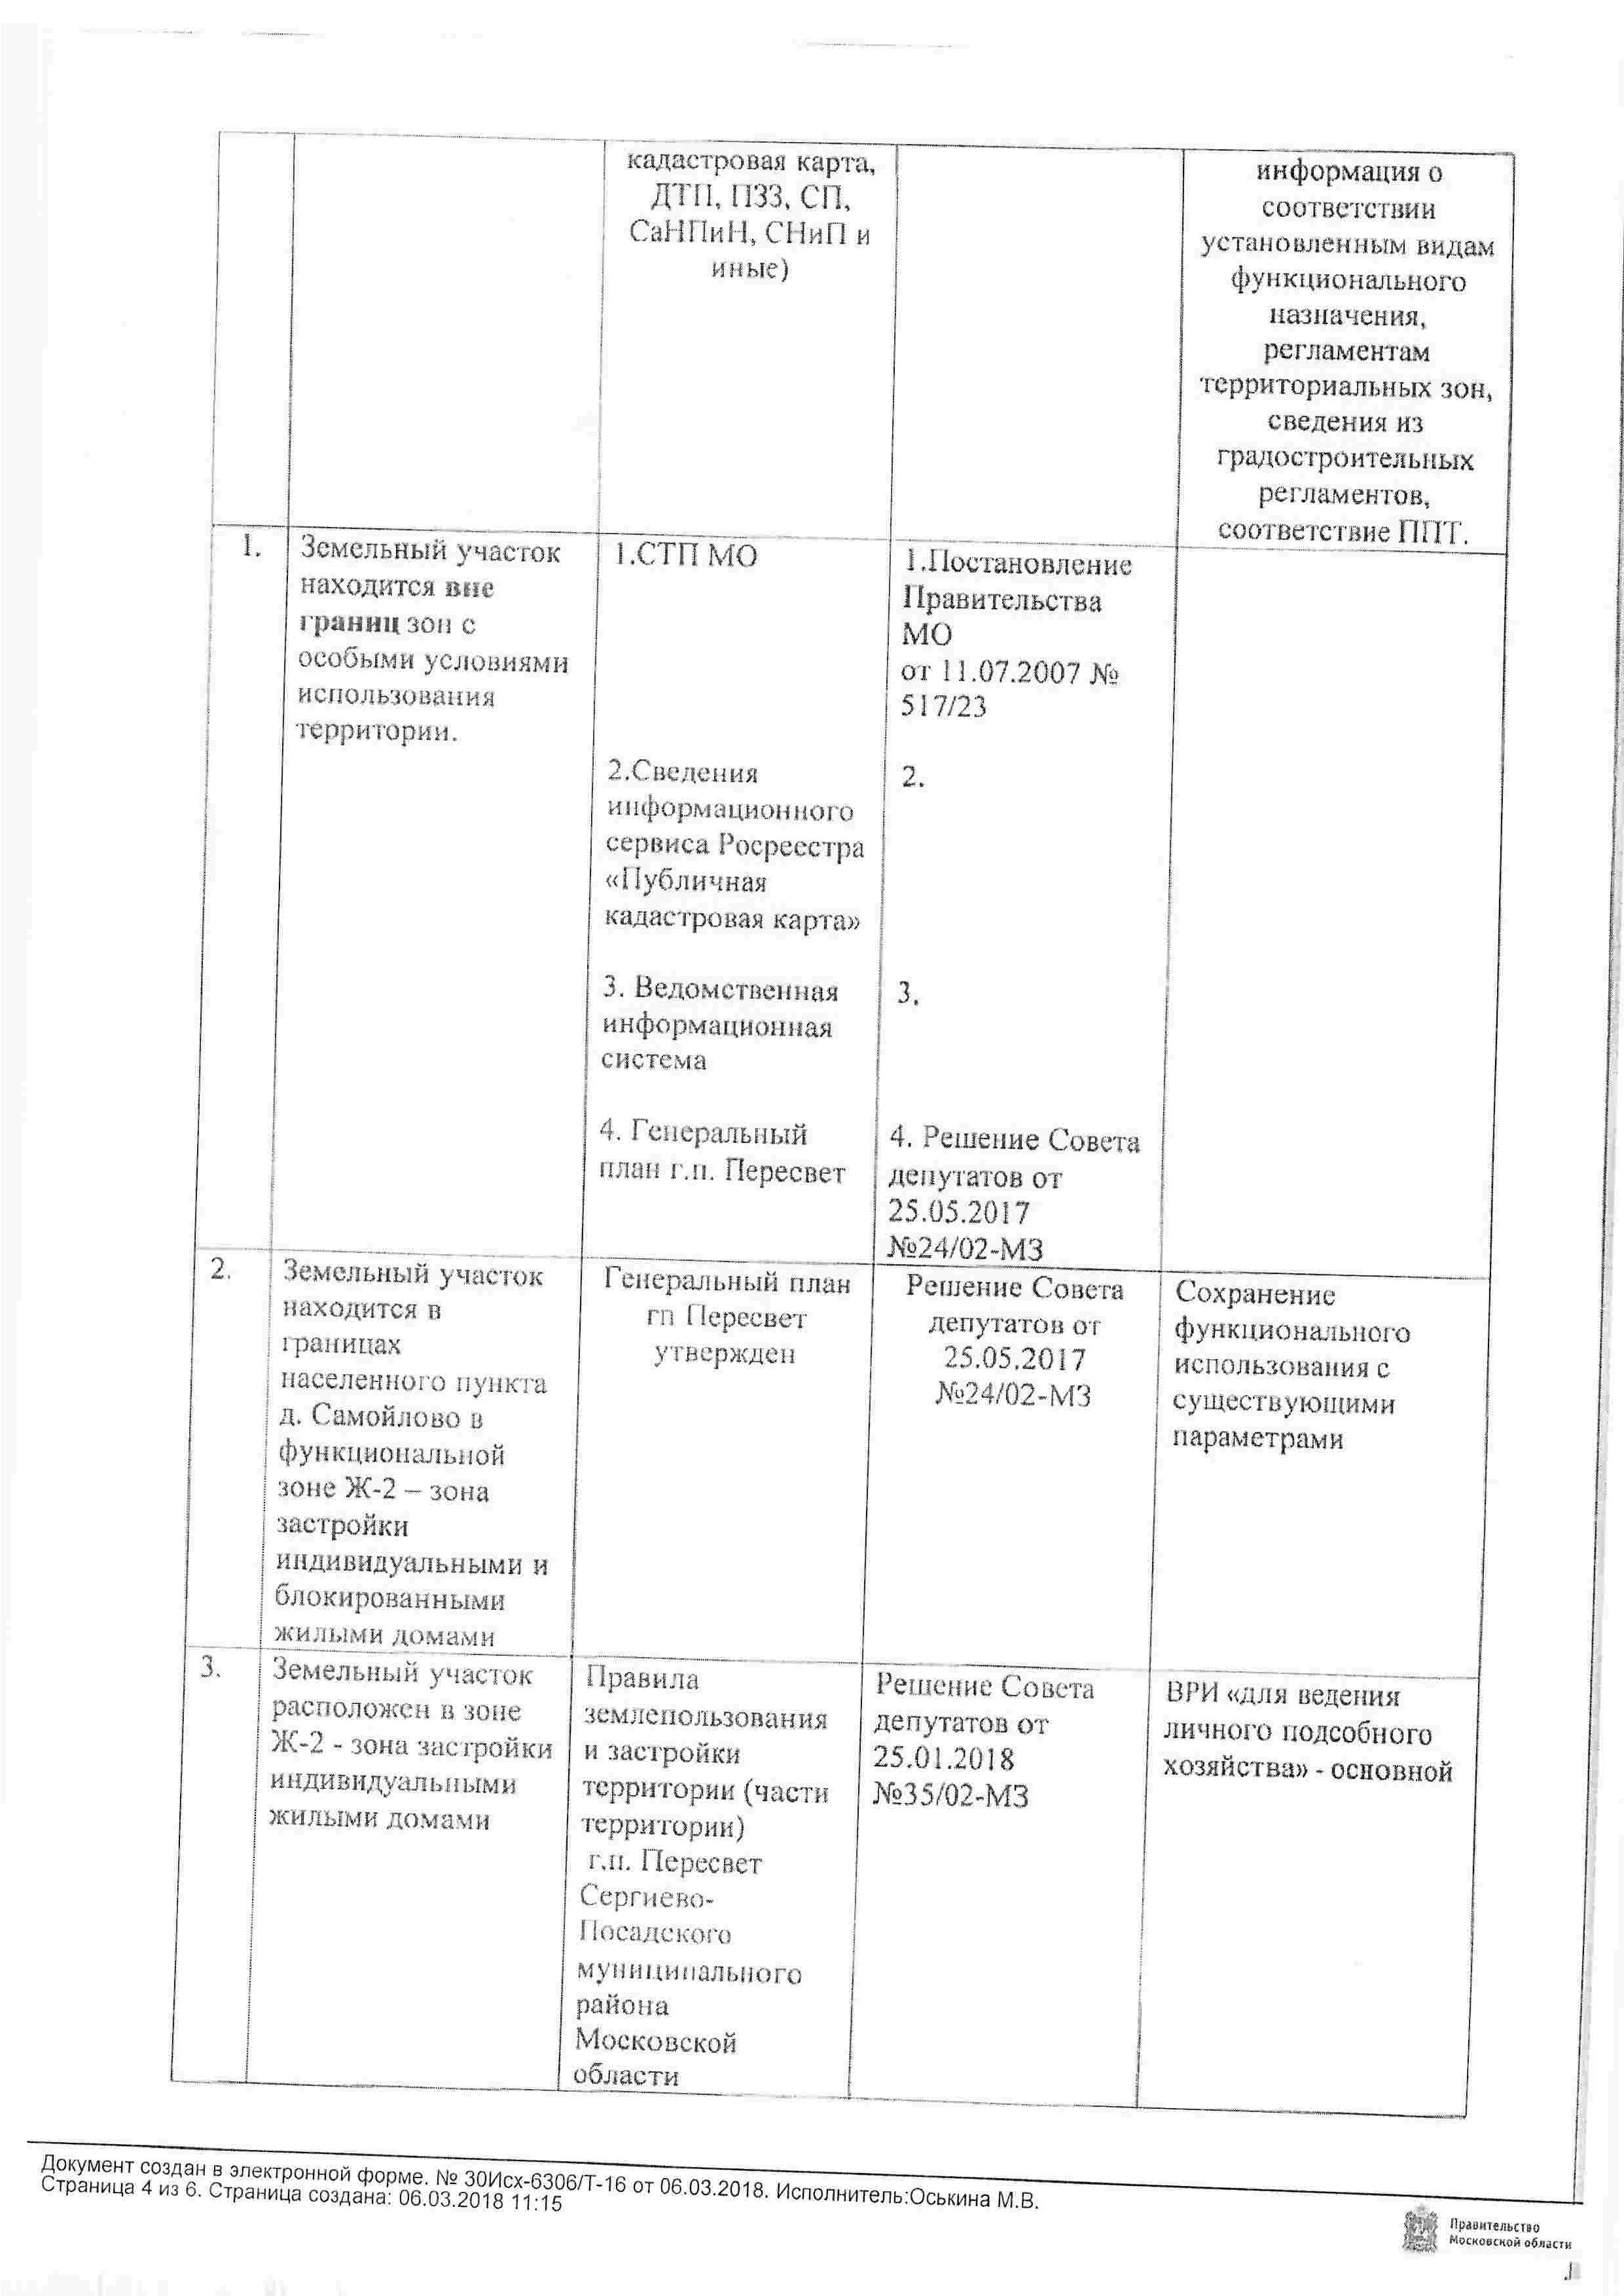 кадастровая карта,
ДТП, ПЗЗ, СП,
СаНПиН, СНиП и
иные)
информация о
соответствии
установленным видам
функционального
назначения,
регламентам
территориальных зон,
сведения из
градостроительных
регламентов,
соответствие ППТ.
1.
Земельный участок
находится вне
границ зон с
особыми условиями
использования
территории.
1.СТП МО
2.Сведения
информационного
сервиса Росреестра
«Публичная
кадастровая карта»
3. Ведомственная
информационная
система
4. Генеральный
план г.п. Пересвет
1.Постановление
Правительства
МО
от 11.07.2007 №
517/23
2.
3.
4. Решение Совета
депутатов от
25.05.2017
№24/02-МЗ
2.
Земельный участок
находится в
границах
населенного пункта
д. Самойлово в
функциональной
зоне Ж-2 – зона
застройки
индивидуальными и
блокированными
жилыми домами
Генеральный план
гп Пересвет
утвержден
Решение Совета
депутатов от
25.05.2017
№24/02-МЗ
Сохранение
функционального
использования с
существующими
параметрами
3.
Земельный участок
расположен в зоне
Ж-2 - зона застройки
индивидуальными
жилыми домами
Правила
землепользования
и застройки
территории (части
территории)
г.п. Пересвет
Сергиево-
Посадского
муниципального
района
Московской
области
Решение Совета
депутатов от
25.01.2018
№35/02-МЗ
ВРИ «для ведения
личного подсобного
хозяйства» - основной
Документ создан в электронной форме. № 30Исх-6306/Т-16 от 06.03.2018. Исполнитель:Оськина М.В.
Страница 4 из 6. Страница создана: 06.03.2018 11:15
Правительство
Московской области